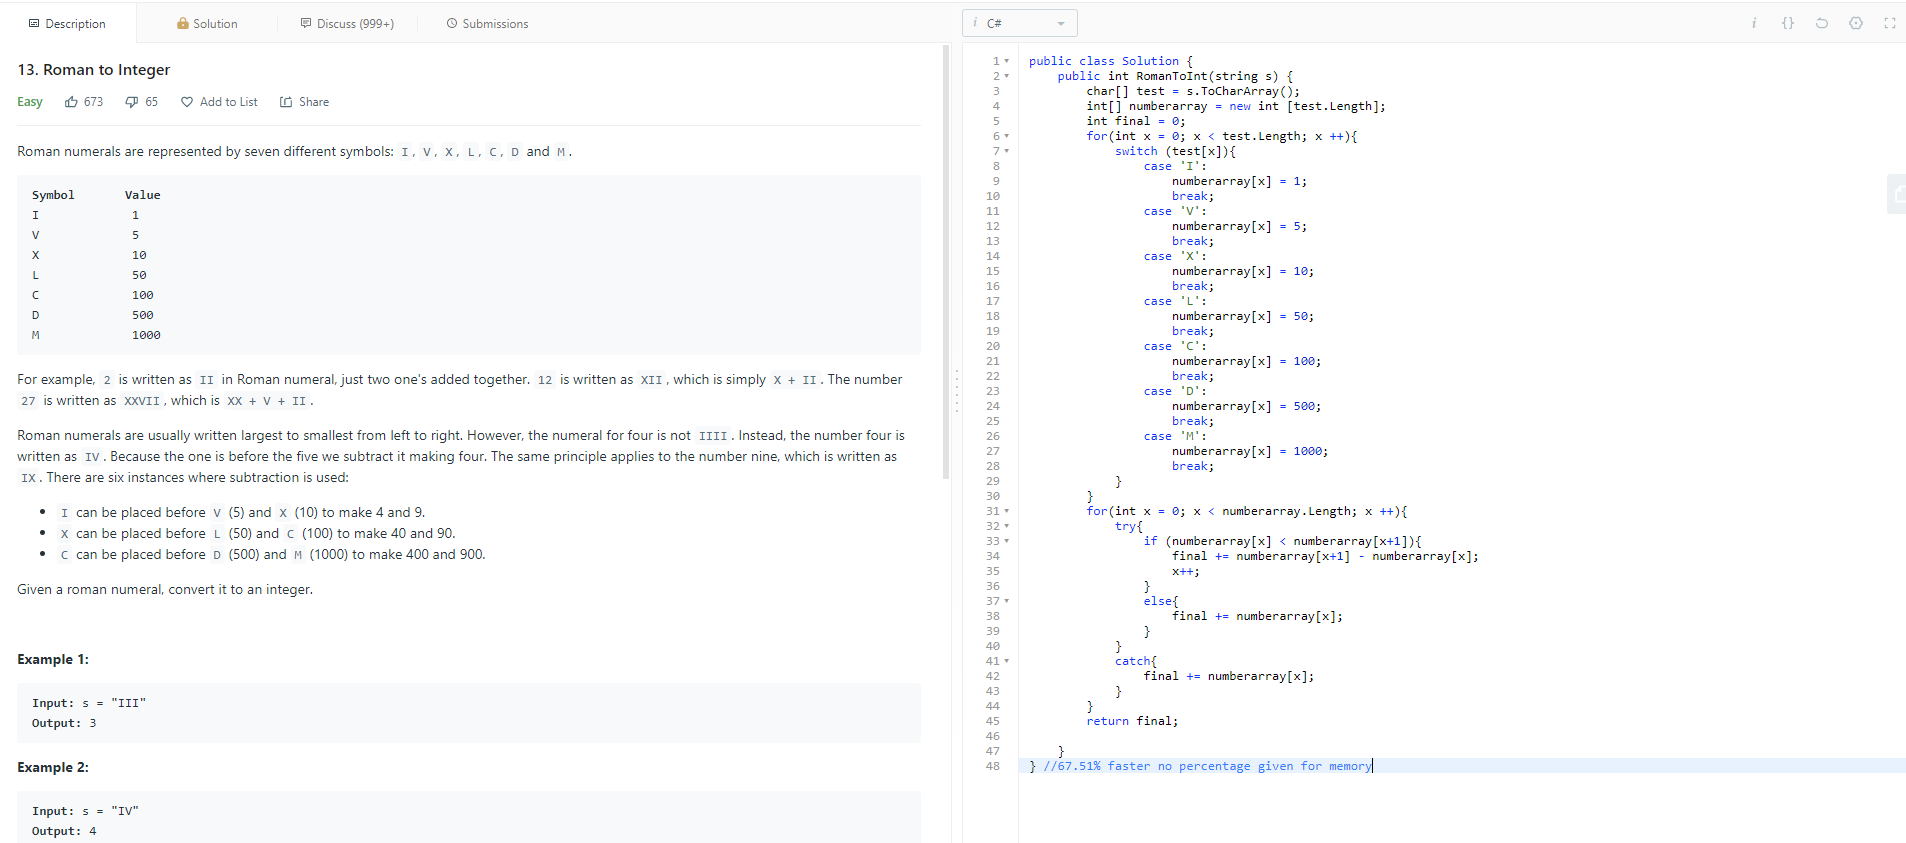 Description
Solution
Discuss (999+)
Submissions
13. Roman to Integer
Easy 673 65 Add to List Share
Roman numerals are represented by seven different symbols: I, V, X, L, C, D and M.
Symbol Value
I 1
V 5
X 10
L 50
C 100
D 500
M 1000
For example, 2 is written as II in Roman numeral, just two one's added together. 12 is written as XII, which is simply X + II. The number
27 is written as XXVII, which is XX + V + II.
Roman numerals are usually written largest to smallest from left to right. However, the numeral for four is not IIII. Instead, the number four is
written as IV. Because the one is before the five we subtract it making four. The same principle applies to the number nine, which is written as
IX. There are six instances where subtraction is used:
• I can be placed before V (5) and X (10) to make 4 and 9.
• X can be placed before L (50) and C (100) to make 40 and 90.
• C can be placed before D (500) and M (1000) to make 400 and 900.
Given a roman numeral, convert it to an integer.
Example 1:
Input: s = "III"
Output: 3
Example 2:
Input: s = "IV"
Output: 4
i C#
i {}
1 public class Solution {
2 public int RomanToInt(string s) {
3 char[] test = s.ToCharArray();
4 int[] numberarray = new int [test.Length];
5 int final = 0;
6 for(int x = 0; x < test.Length; x ++){
7 switch (test[x]){
8 case 'I':
9 numberarray[x] = 1;
10 break;
11 case 'V':
12 numberarray[x] = 5;
13 break;
14 case 'X':
15 numberarray[x] = 10;
16 break;
17 case 'L':
18 numberarray[x] = 50;
19 break;
20 case 'C':
21 numberarray[x] = 100;
22 break;
23 case 'D':
24 numberarray[x] = 500;
25 break;
26 case 'M':
27 numberarray[x] = 1000;
28 break;
29 }
30 }
31 for(int x = 0; x < numberarray.Length; x ++){
32 try{
33 if (numberarray[x] < numberarray[x+1]){
34 final += numberarray[x+1] - numberarray[x];
35 x++;
36 }
37 else{
38 final += numberarray[x];
39 }
40 }
41 catch{
42 final += numberarray[x];
43 }
44 }
45 return final;
46
47 }
48 } //67.51% faster no percentage given for memory